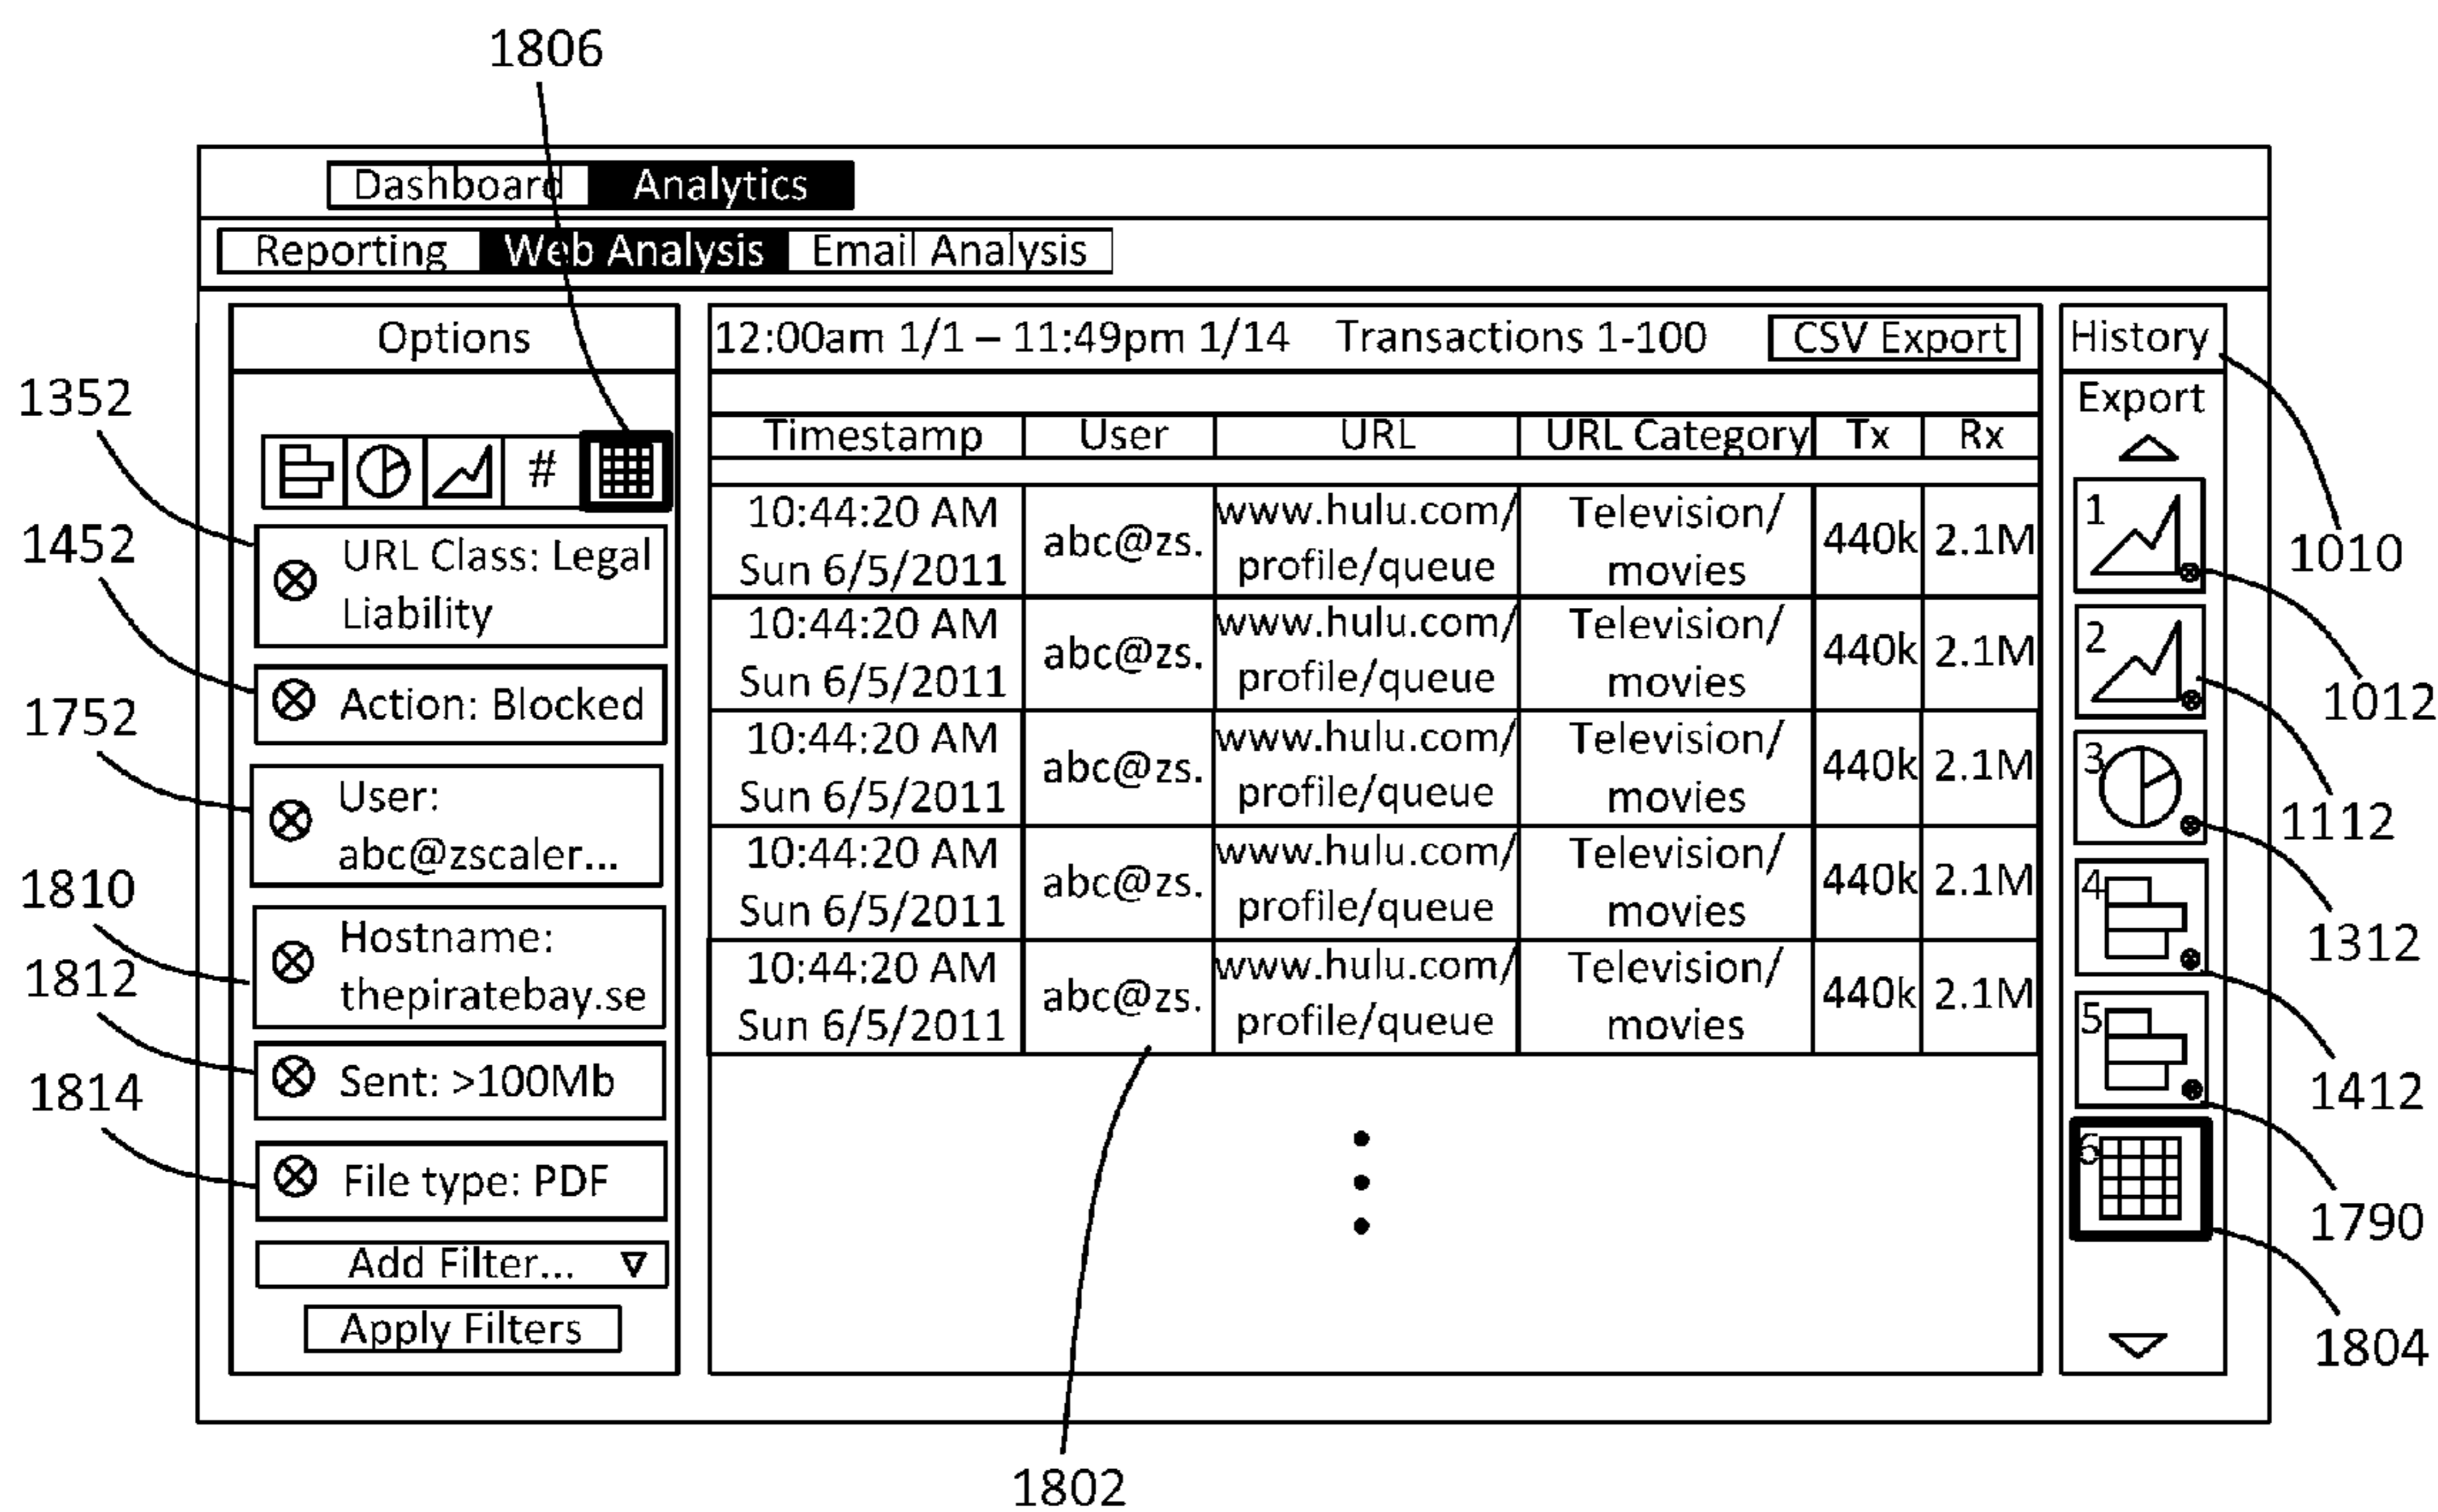 1806
Dashboard Analytics
Reporting Web Analysis Email Analysis
Options
12:00am 1/1 – 11:49pm 1/14 Transactions 1-100 CSV Export
History
Export
1352
1452
1752
1810
1812
1814
#
URL Class: Legal
Liability
Action: Blocked
User:
abc@zscaler...
Hostname:
thepiratebay.se
Sent: >100Mb
File type: PDF
Add Filter...
Apply Filters
Timestamp User URL URL Category Tx Rx
10:44:20 AM www.hulu.com/ Television/
abc@zs. 440k 2.1M
Sun 6/5/2011 profile/queue movies
10:44:20 AM www.hulu.com/ Television/
abc@zs. 440k 2.1M
Sun 6/5/2011 profile/queue movies
10:44:20 AM www.hulu.com/ Television/
abc@zs. 440k 2.1M
Sun 6/5/2011 profile/queue movies
10:44:20 AM www.hulu.com/ Television/
abc@zs. 440k 2.1M
Sun 6/5/2011 profile/queue movies
10:44:20 AM www.hulu.com/ Television/
abc@zs. 440k 2.1M
Sun 6/5/2011 profile/queue movies
1
2
3
4
5
6
1010
1012
1112
1312
1412
1790
1804
1802